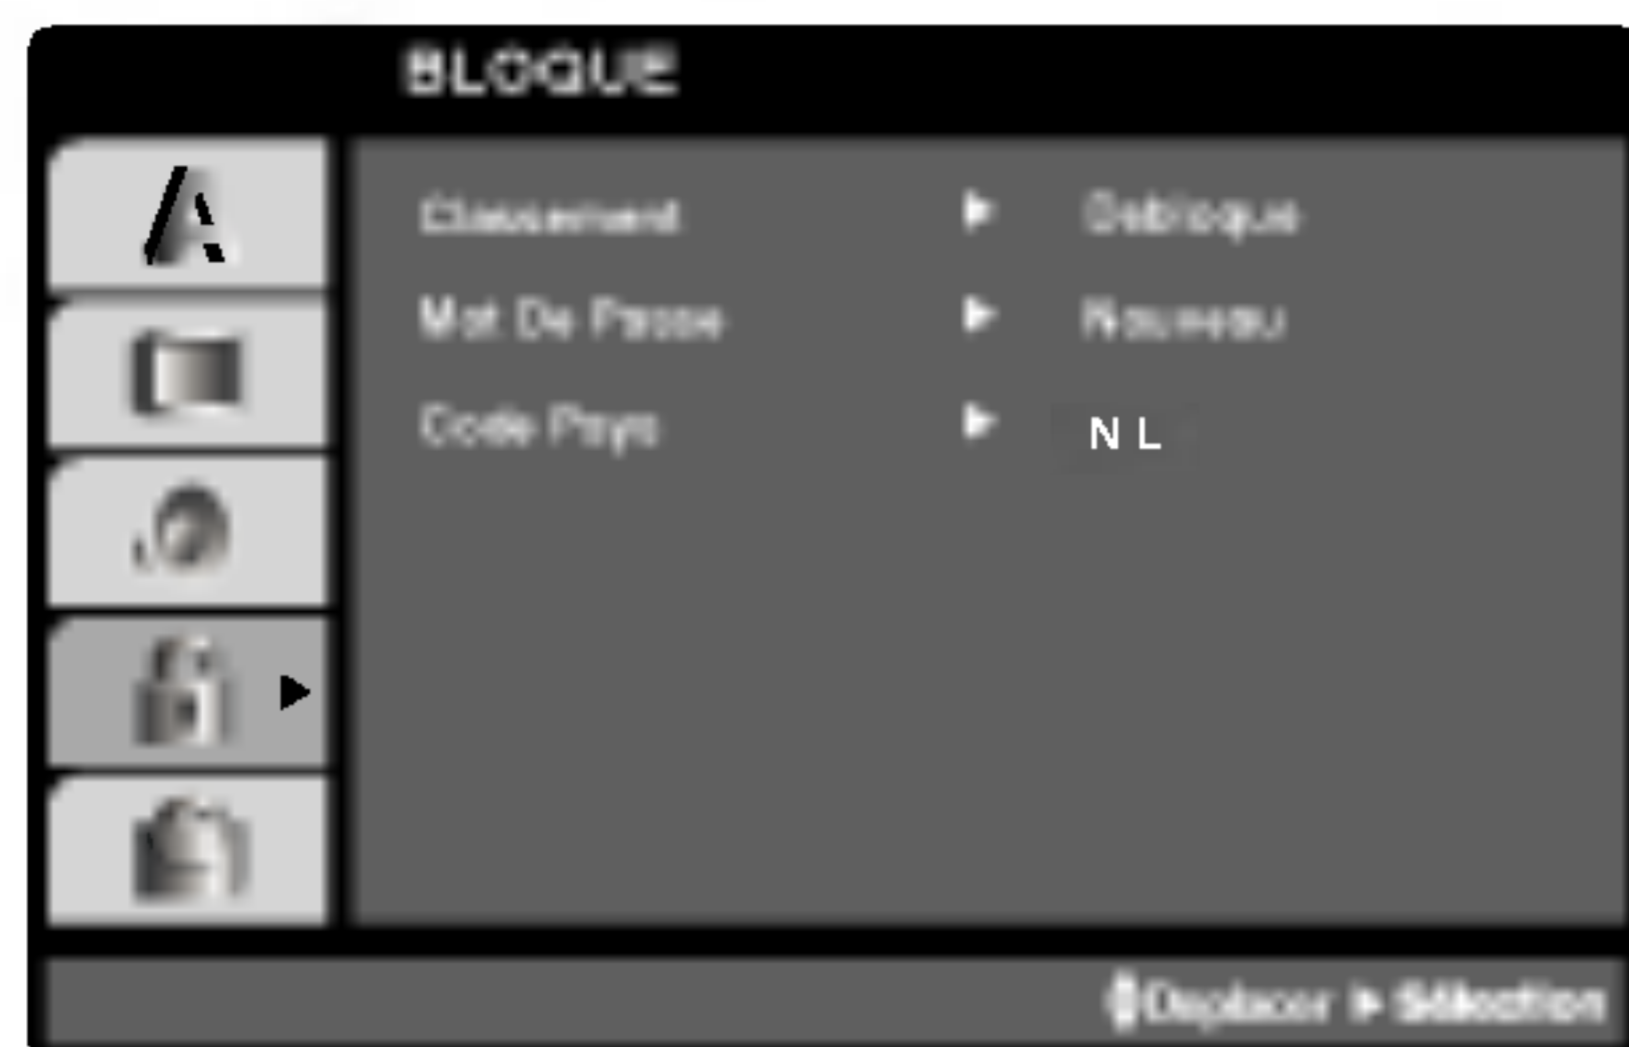 BLOQUE
Classement ► Debloque
Mot De Passe ► Nouveau
Code Pays ► N L
Deplacer ► Sélection